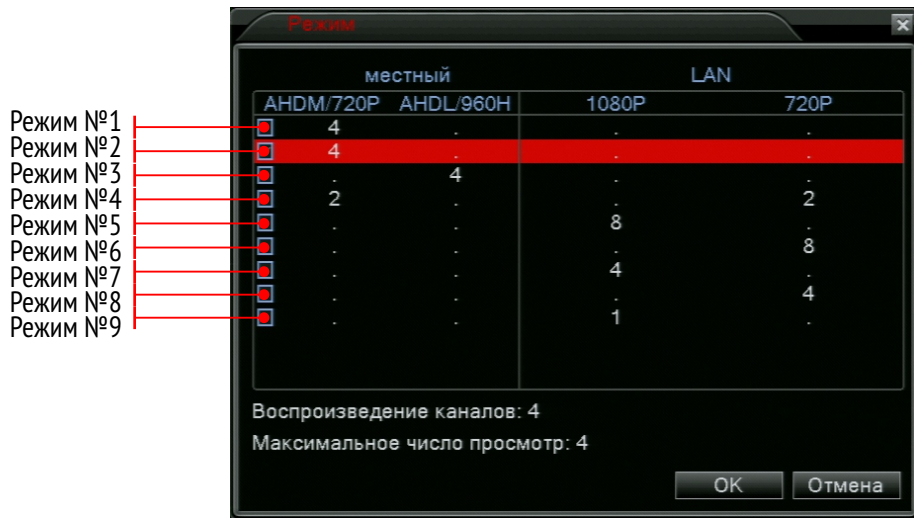 Режим
местный LAN
AHDM/720P AHDL/960H 1080P 720P
Режим №1 4 . . .
Режим №2 4 . . .
Режим №3 . 4 . .
Режим №4 2 . . 2
Режим №5 . . 8 .
Режим №6 . . . 8
Режим №7 . . 4 .
Режим №8 . . . 4
Режим №9 . . 1 .
Воспроизведение каналов: 4
Максимальное число просмотр: 4
OK Отмена